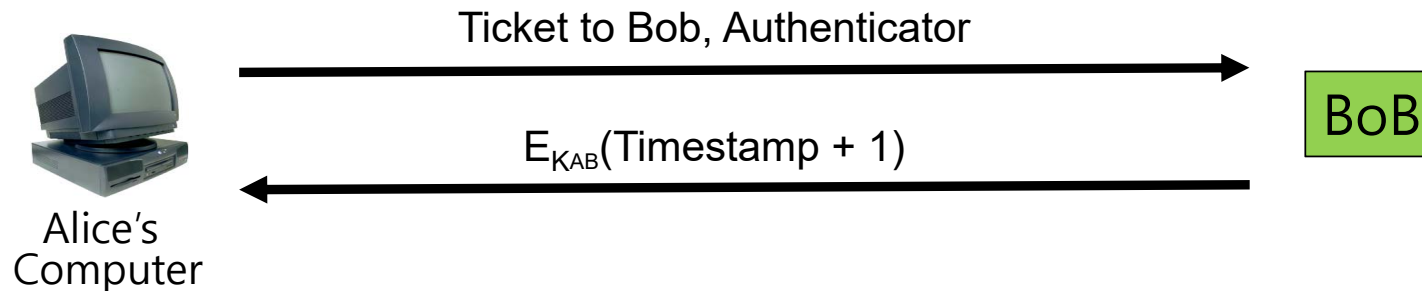 Ticket to Bob, Authenticator
BoB
E_KAB(Timestamp + 1)
Alice's
Computer